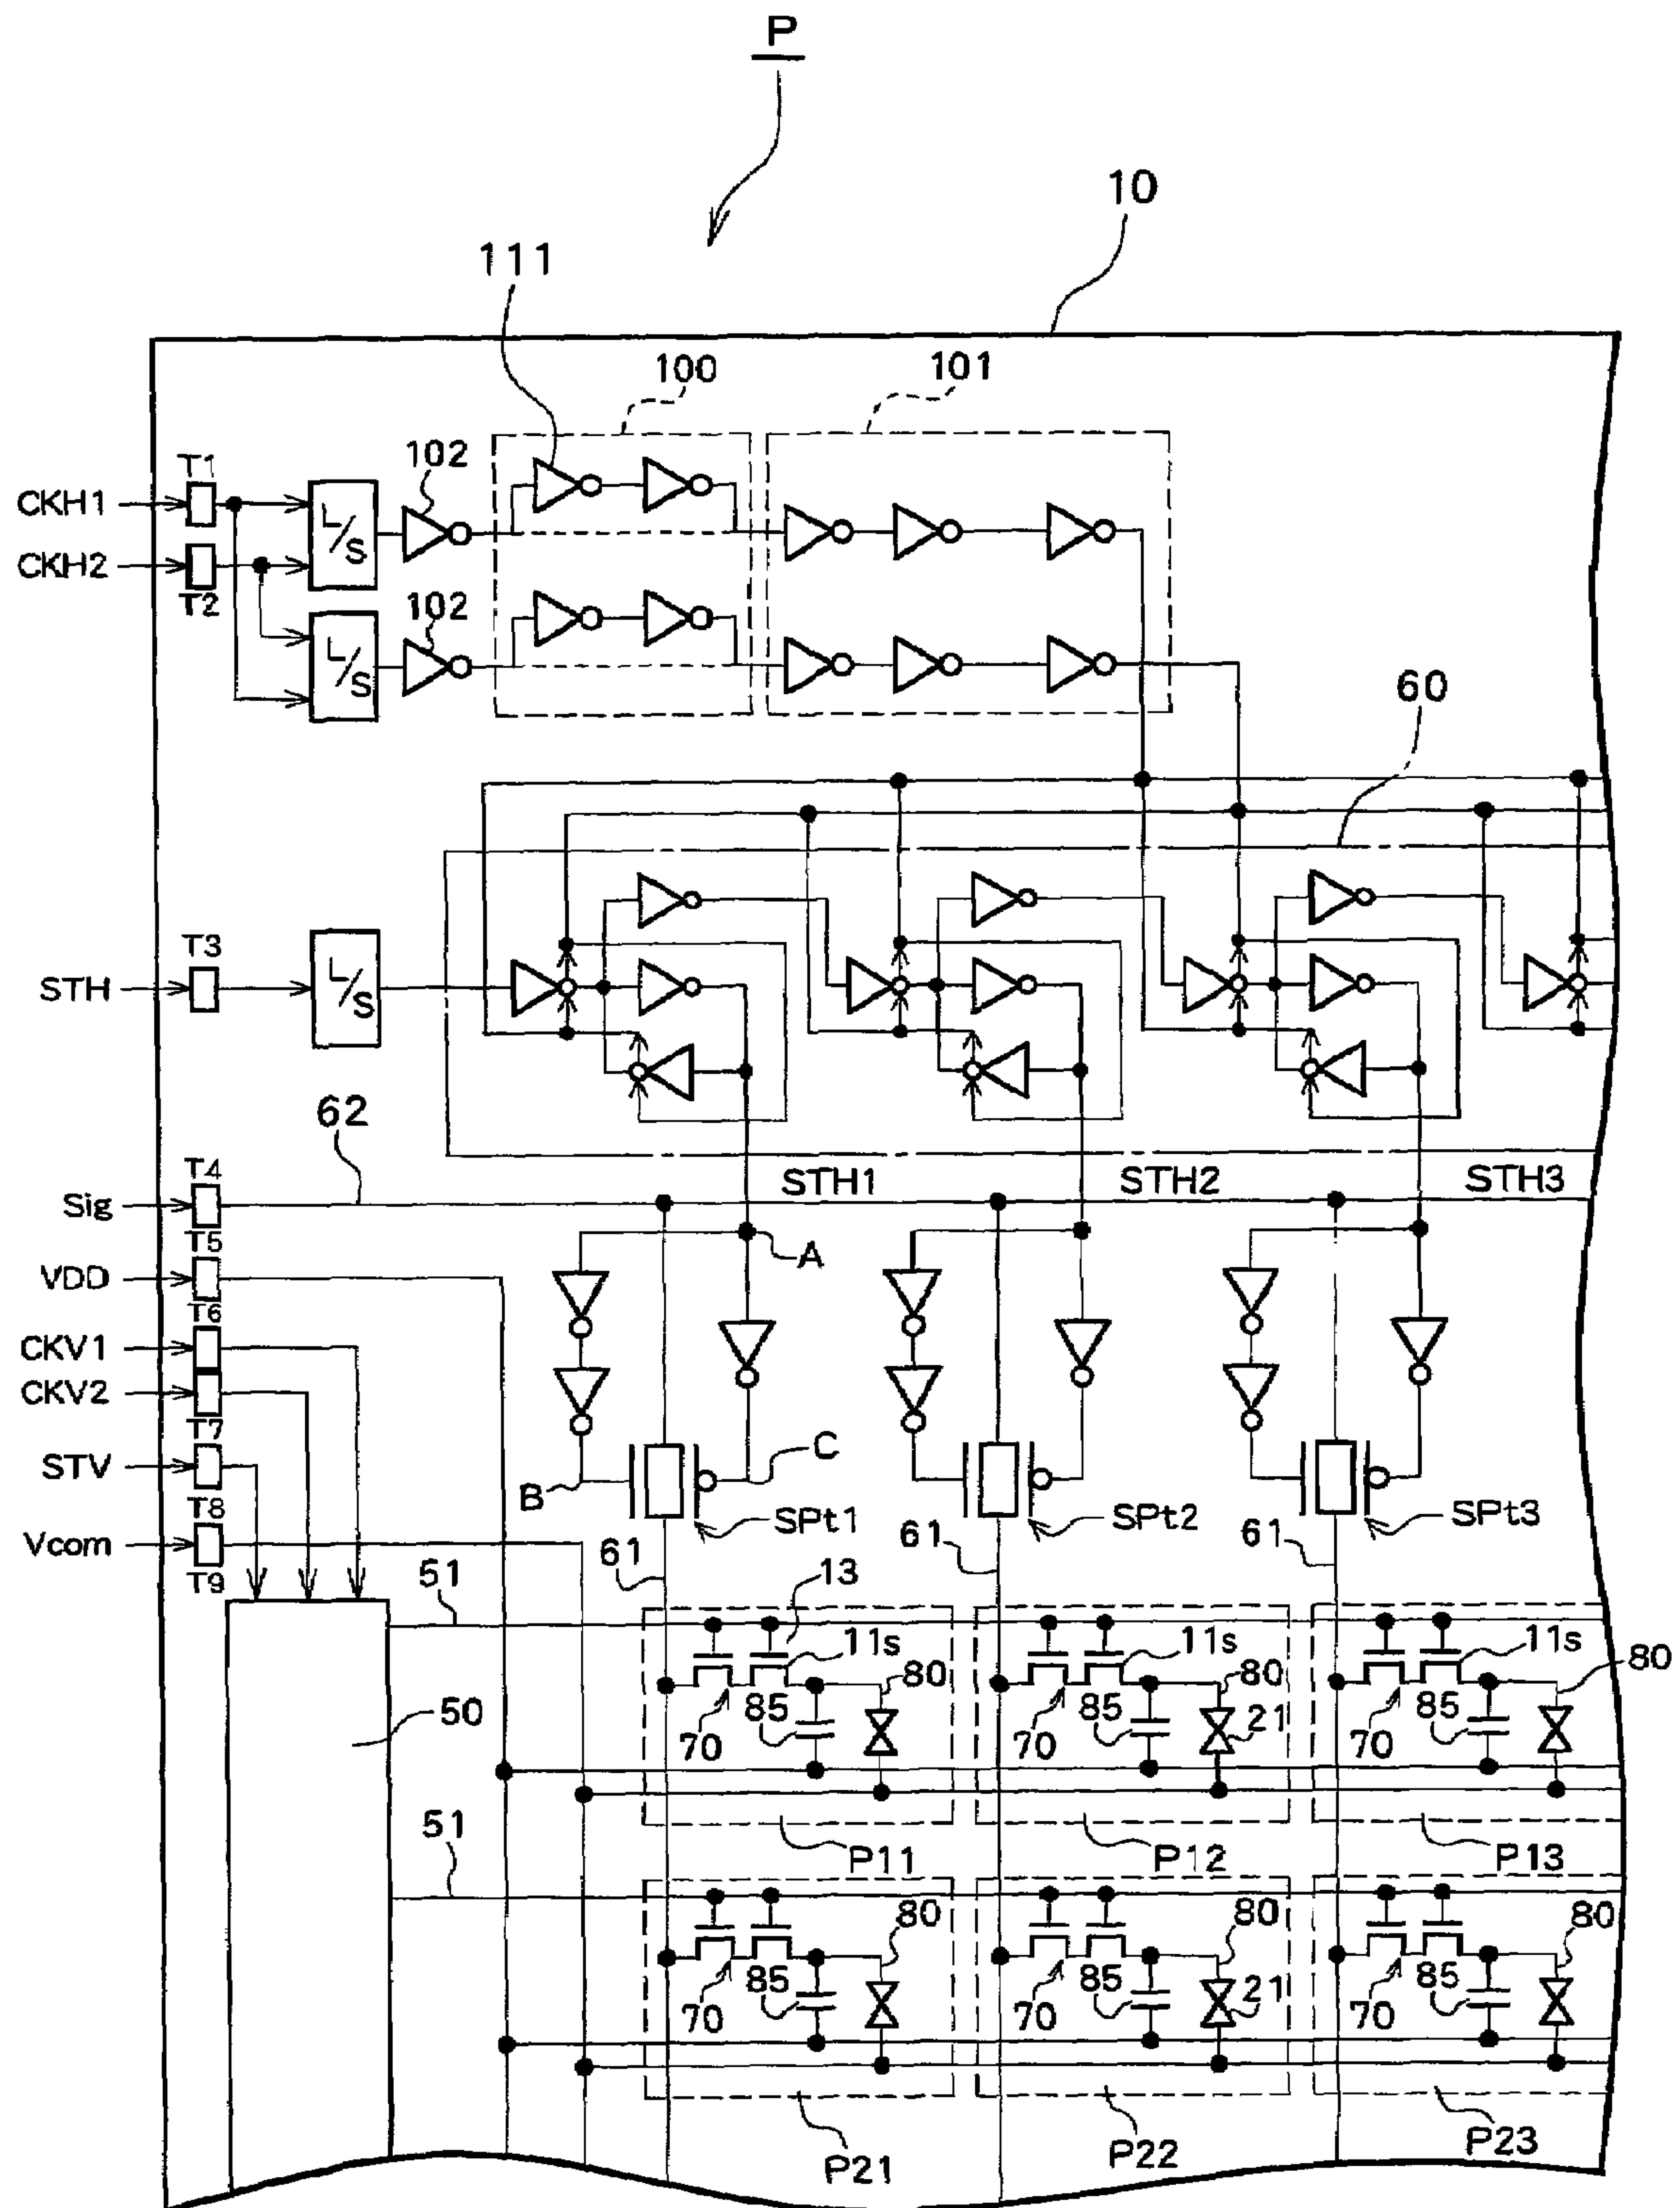 P
10
111
100
101
T1
102
CKH1
L/S
CKH2
T2
102
L/S
60
T3
STH
L/S
62
T4
STH1
STH2
STH3
Sig
T5
A
VDD
T6
CKV1
CKV2
T7
C
STV
B
T8
SPt1
SPt2
SPt3
Vcom
61
61
61
T9
51
13
11s
11s
11s
80
80
80
50
85
85
21
85
70
70
70
51
P11
P12
P13
80
80
80
85
85
21
85
70
70
70
P21
P22
P23